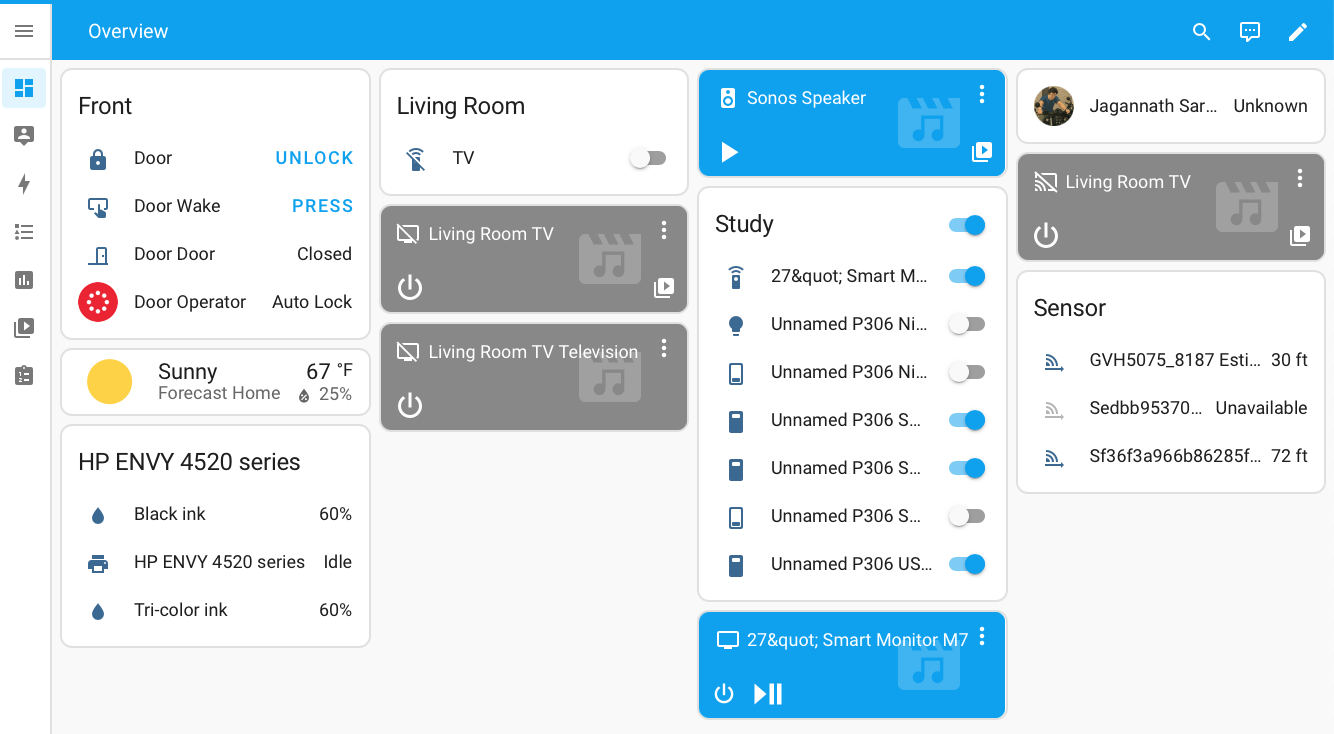 Overview
Front
Door UNLOCK
Door Wake PRESS
Door Door Closed
Door Operator Auto Lock
Sunny 67 °F
Forecast Home 25%
HP ENVY 4520 series
Black ink 60%
HP ENVY 4520 series Idle
Tri-color ink 60%
Living Room
TV
Living Room TV
Living Room TV Television
Sonos Speaker
Study
27&quot; Smart M...
Unnamed P306 Ni...
Unnamed P306 Ni...
Unnamed P306 S...
Unnamed P306 S...
Unnamed P306 S...
Unnamed P306 US...
27&quot; Smart Monitor M7
Jagannath Sar... Unknown
Living Room TV
Sensor
GVH5075_8187 Esti... 30 ft
Sedbb95370... Unavailable
Sf36f3a966b86285f... 72 ft